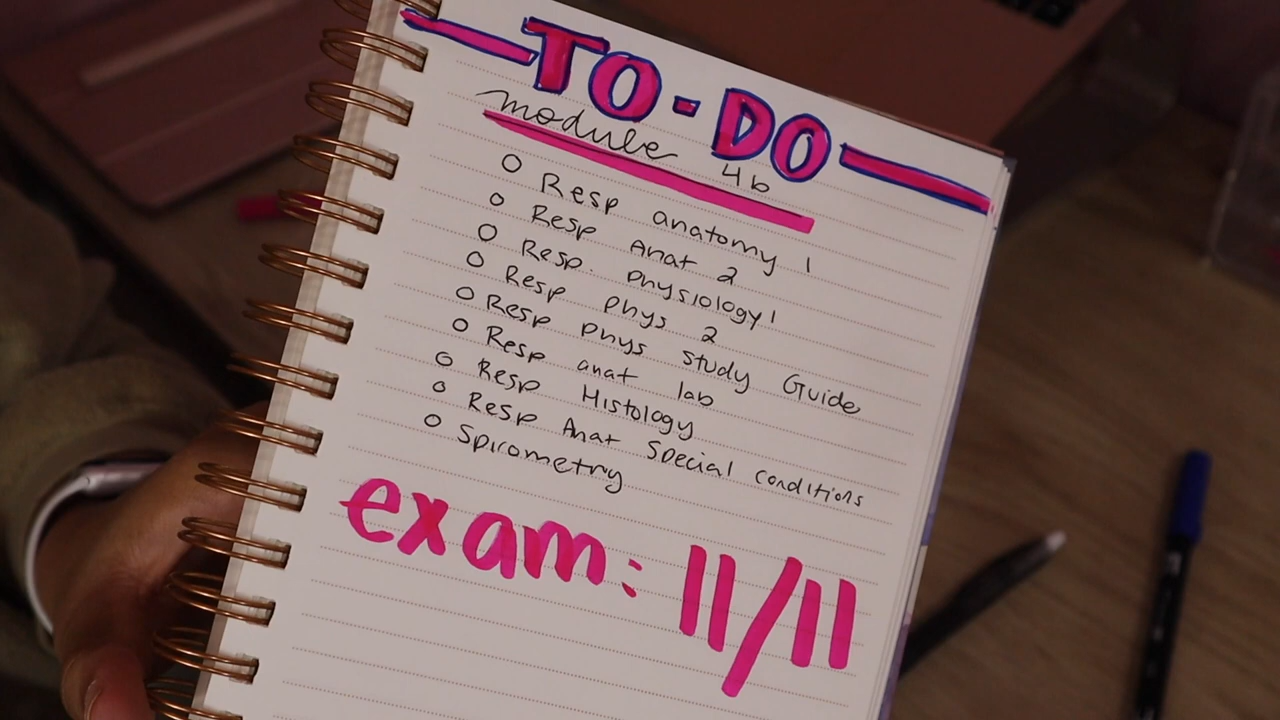 TO-DO
module 4b
Resp anatomy 1
Resp Anat 2
Resp. Physiology 1
Resp phys 2
Resp phys study Guide
Resp anat lab
Resp Histology
Resp Anat Special conditions
Spirometry
exam: 11/11